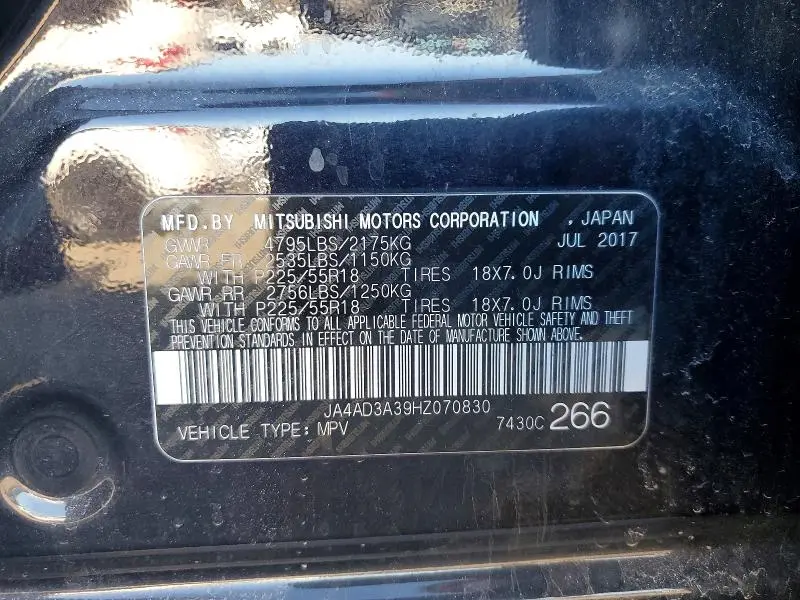 MFD.BY MITSUBISHI MOTORS CORPORATION , JAPAN
GVWR 4795LBS/2175KG JUL 2017
GAWR FR 2535LBS/1150KG
WITH P225/55R18 TIRES 18X7.0J RIMS
GAWR RR 2756LBS/1250KG
WITH P225/55R18 TIRES 18X7.0J RIMS
THIS VEHICLE CONFORMS TO ALL APPLICABLE FEDERAL MOTOR VEHICLE SAFETY AND THEFT
PREVENTION STANDARDS IN EFFECT ON THE DATE OF MANUFACTURE SHOWN ABOVE.
JA4AD3A39HZ070830
VEHICLE TYPE: MPV 7430C 266